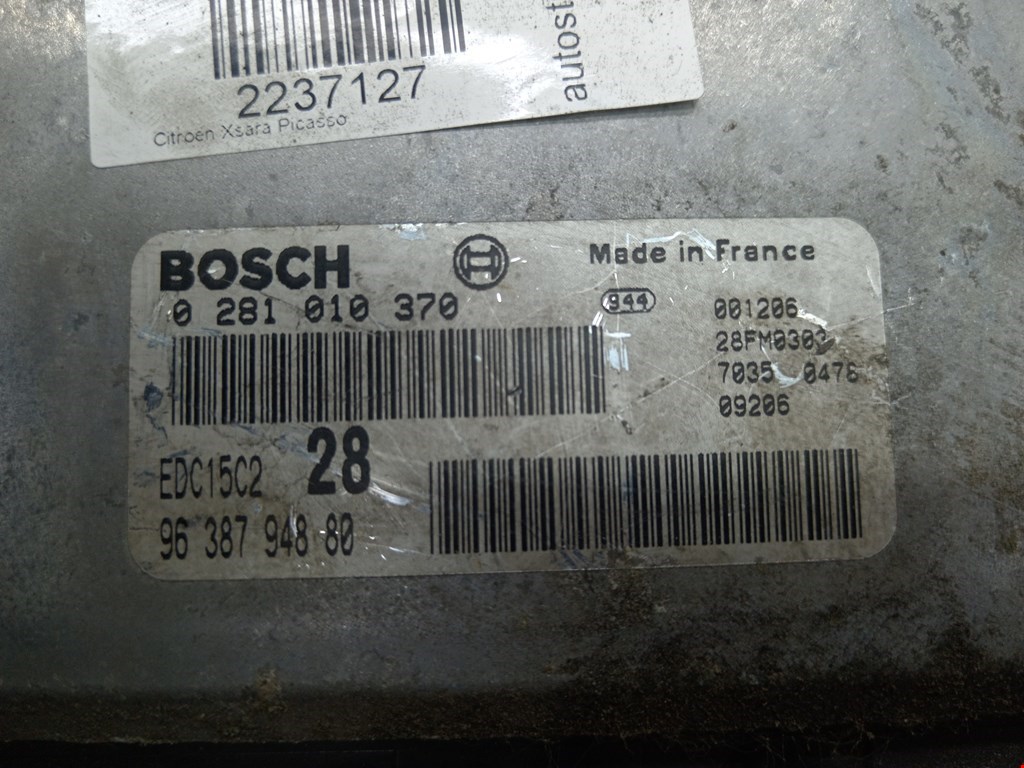 2237127
Citroen Xsara Picasso
autost
BOSCH
Made in France
0 281 010 370
944
001206
28FM0303
7035 0476
09206
EDC15C2 28
96 387 948 80